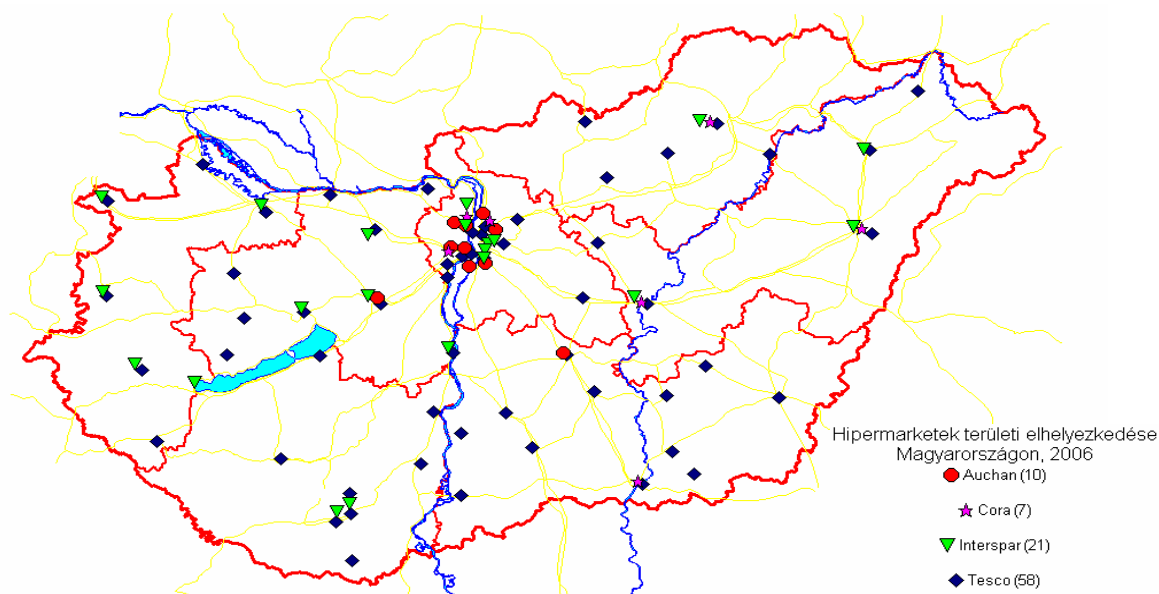 Hipermarketek területi elhelyezkedése
Magyarországon, 2006
Auchan (10)
Cora (7)
Interspar (21)
Tesco (58)